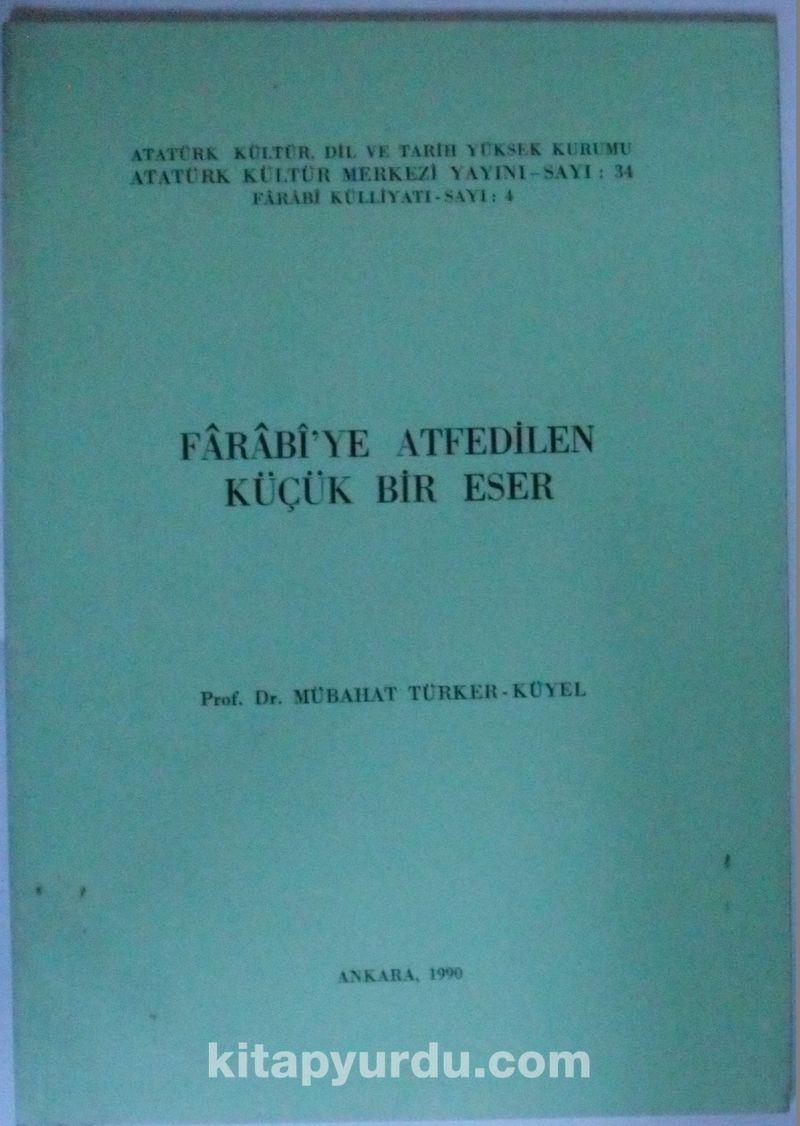 ATATÜRK KÜLTÜR, DİL VE TARİH YÜKSEK KURUMU
ATATÜRK KÜLTÜR MERKEZİ YAYINI – SAYI : 34
FÂRÂBÎ KÜLLİYATI - SAYI : 4
FÂRÂBÎ'YE ATFEDİLEN
KÜÇÜK BİR ESER
Prof. Dr. MÜBAHAT TÜRKER - KÜYEL
ANKARA, 1990
kitapyurdu.com